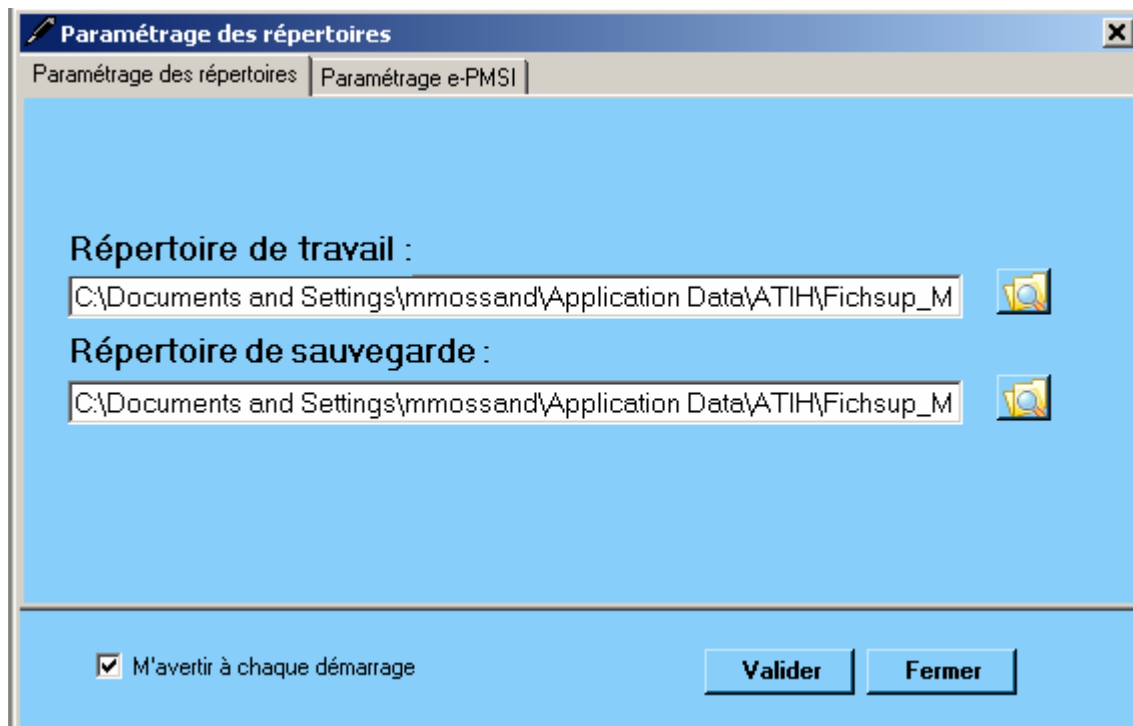 Paramétrage des répertoires
Paramétrage des répertoires Paramétrage e-PMSI
Répertoire de travail :
C:\Documents and Settings\mmossand\Application Data\ATIH\Fichsup_M
Répertoire de sauvegarde :
C:\Documents and Settings\mmossand\Application Data\ATIH\Fichsup_M
M'avertir à chaque démarrage Valider Fermer